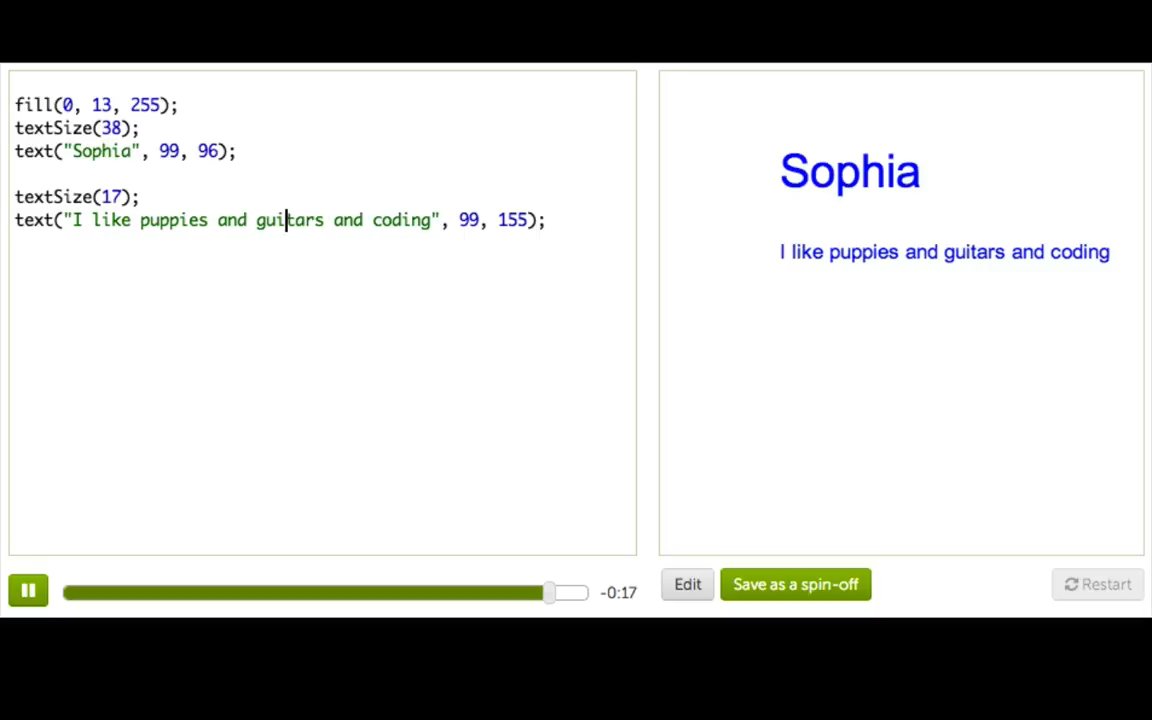 fill(0, 13, 255);
textSize(38);
text("Sophia", 99, 96);
textSize(17);
text("I like puppies and guitars and coding", 99, 155);
Sophia
I like puppies and guitars and coding
-0:17
Edit
Save as a spin-off
Restart